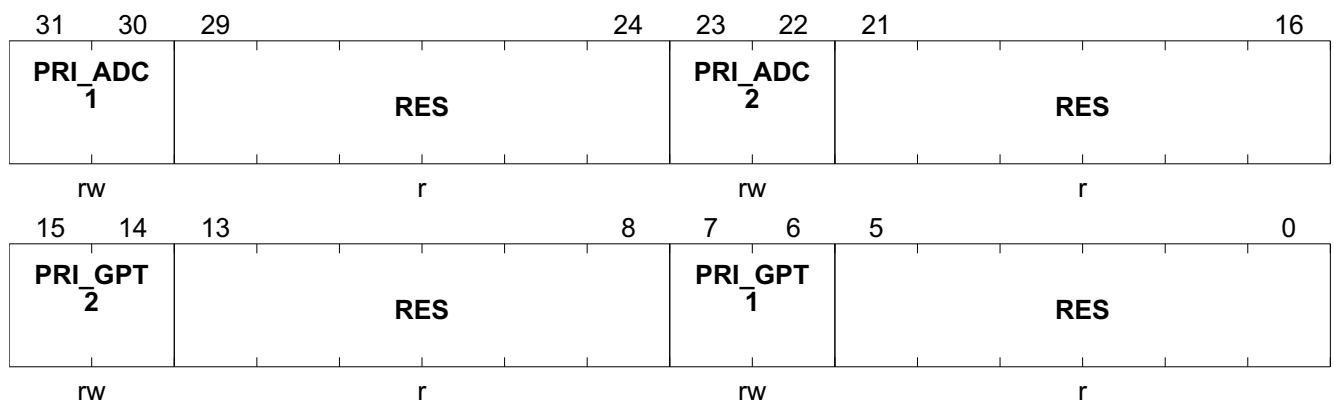 31 30 29 24 23 22 21 16
PRI_ADC
1
RES
PRI_ADC
2
RES
rw r rw r
15 14 13 8 7 6 5 0
PRI_GPT
2
RES
PRI_GPT
1
RES
rw r rw r